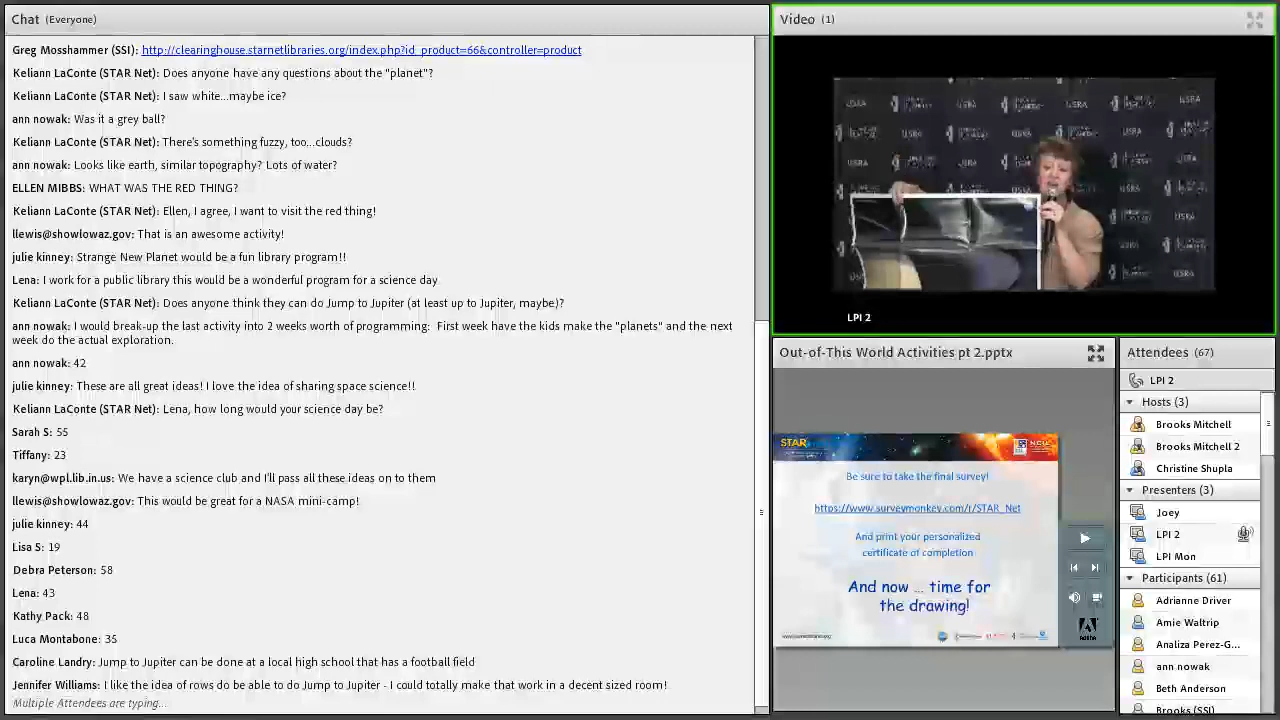 Chat (Everyone)
Greg Mosshammer (SSI): http://clearinghouse.starnetlibraries.org/index.php?id_product=66&controller=product
Keliann LaConte (STAR Net): Does anyone have any questions about the "planet"?
Keliann LaConte (STAR Net): I saw white...maybe ice?
ann nowak: Was it a grey ball?
Keliann LaConte (STAR Net): There's something fuzzy, too...clouds?
ann nowak: Looks like earth, similar topography? Lots of water?
ELLEN MIBBS: WHAT WAS THE RED THING?
Keliann LaConte (STAR Net): Ellen, I agree, I want to visit the red thing!
llewis@showlowaz.gov: That is an awesome activity!
julie kinney: Strange New Planet would be a fun library program!!
Lena: I work for a public library this would be a wonderful program for a science day
Keliann LaConte (STAR Net): Does anyone think they can do Jump to Jupiter (at least up to Jupiter, maybe)?
ann nowak: I would break-up the last activity into 2 weeks worth of programming:  First week have the kids make the "planets" and the next
week do the actual exploration.
ann nowak: 42
julie kinney: These are all great ideas! I love the idea of sharing space science!!
Keliann LaConte (STAR Net): Lena, how long would your science day be?
Sarah S: 55
Tiffany: 23
karyn@wpl.lib.in.us: We have a science club and I'll pass all these ideas on to them
llewis@showlowaz.gov: This would be great for a NASA mini-camp!
julie kinney: 44
Lisa S: 19
Debra Peterson: 58
Lena: 43
Kathy Pack: 48
Luca Montabone: 35
Caroline Landry: Jump to Jupiter can be done at a local high school that has a football field
Jennifer Williams: I like the idea of rows do be able to do Jump to Jupiter - I could totally make that work in a decent sized room!
Multiple Attendees are typing...
Video (1)
USRA
LPI 2
Out-of-This World Activities pt 2.pptx
STAR
Be sure to take the final survey!
https://www.surveymonkey.com/r/STAR_Net
And print your personalized
certificate of completion
And now ... time for
the drawing!
Adobe
Attendees (67)
LPI 2
Hosts (3)
Brooks Mitchell
Brooks Mitchell 2
Christine Shupla
Presenters (3)
Joey
LPI 2
LPI Mon
Participants (61)
Adrianne Driver
Amie Waltrip
Analiza Perez-G...
ann nowak
Beth Anderson
Brooks (SSI)